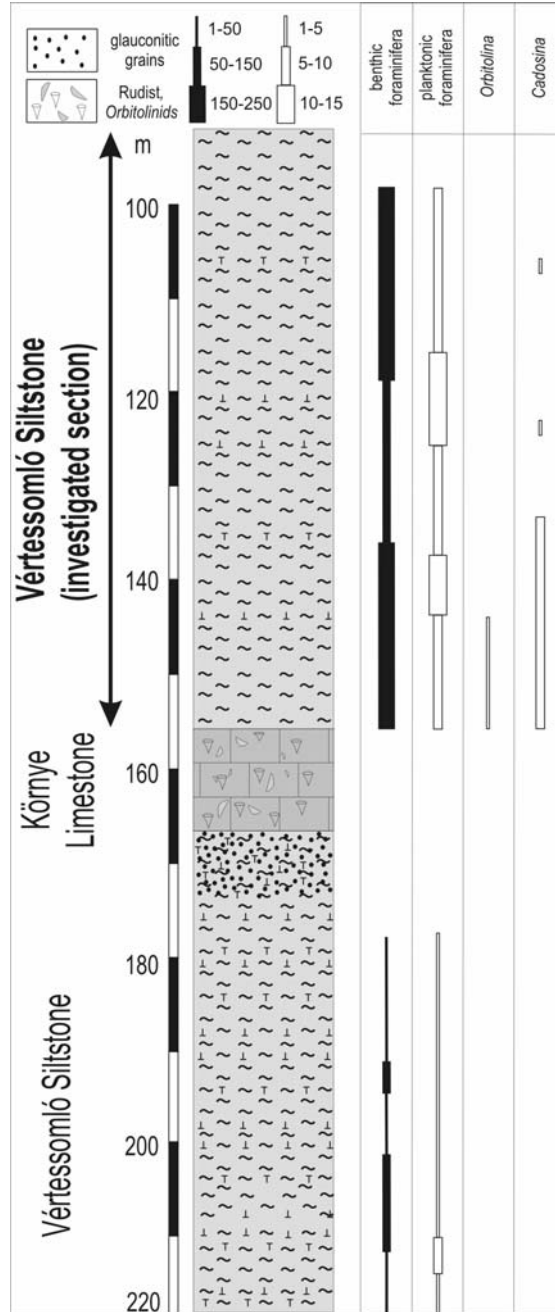 glauconitic
grains
Rudist,
Orbitolinids
1-50
50-150
150-250
1-5
5-10
10-15
benthic
foraminifera
planktonic
foraminifera
Orbitolina
Cadosina
m
100
120
140
160
180
200
220
Vértessomló Siltstone
(investigated section)
Környe
Limestone
Vértessomló Siltstone